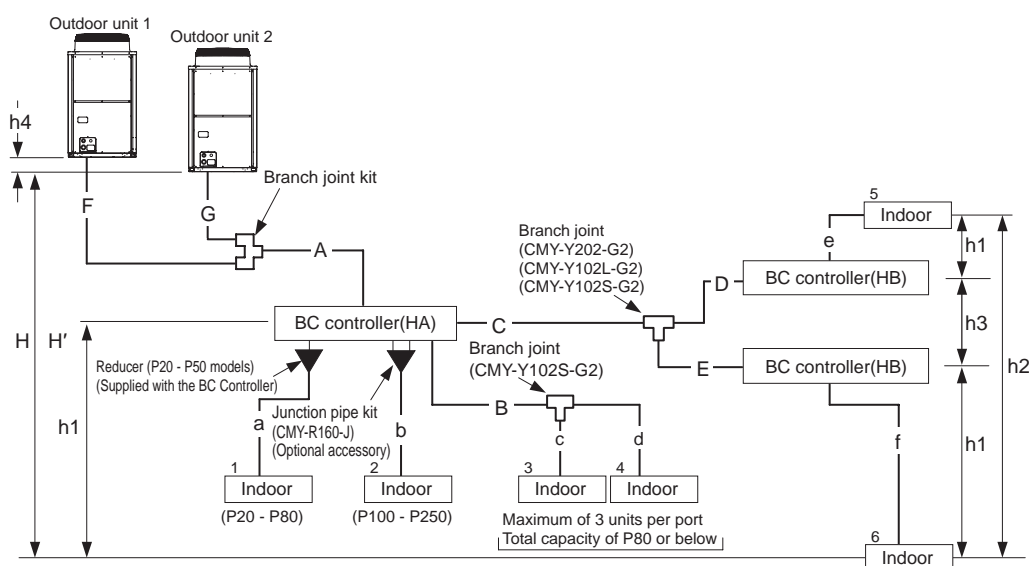 Outdoor unit 1
Outdoor unit 2
h4
Branch joint kit
F
G
A
5
Indoor
Branch joint
(CMY-Y202-G2)
(CMY-Y102L-G2)
(CMY-Y102S-G2)
e
h1
D
BC controller(HB)
H
H'
BC controller(HA)
C
h3
Reducer (P20 - P50 models)
(Supplied with the BC Controller)
Branch joint
(CMY-Y102S-G2)
E
BC controller(HB)
h2
h1
a
Junction pipe kit
(CMY-R160-J)
(Optional accessory)
b
B
c
d
f
h1
1
Indoor
(P20 - P80)
2
Indoor
(P100 - P250)
3
Indoor
4
Indoor
Maximum of 3 units per port
Total capacity of P80 or below
6
Indoor